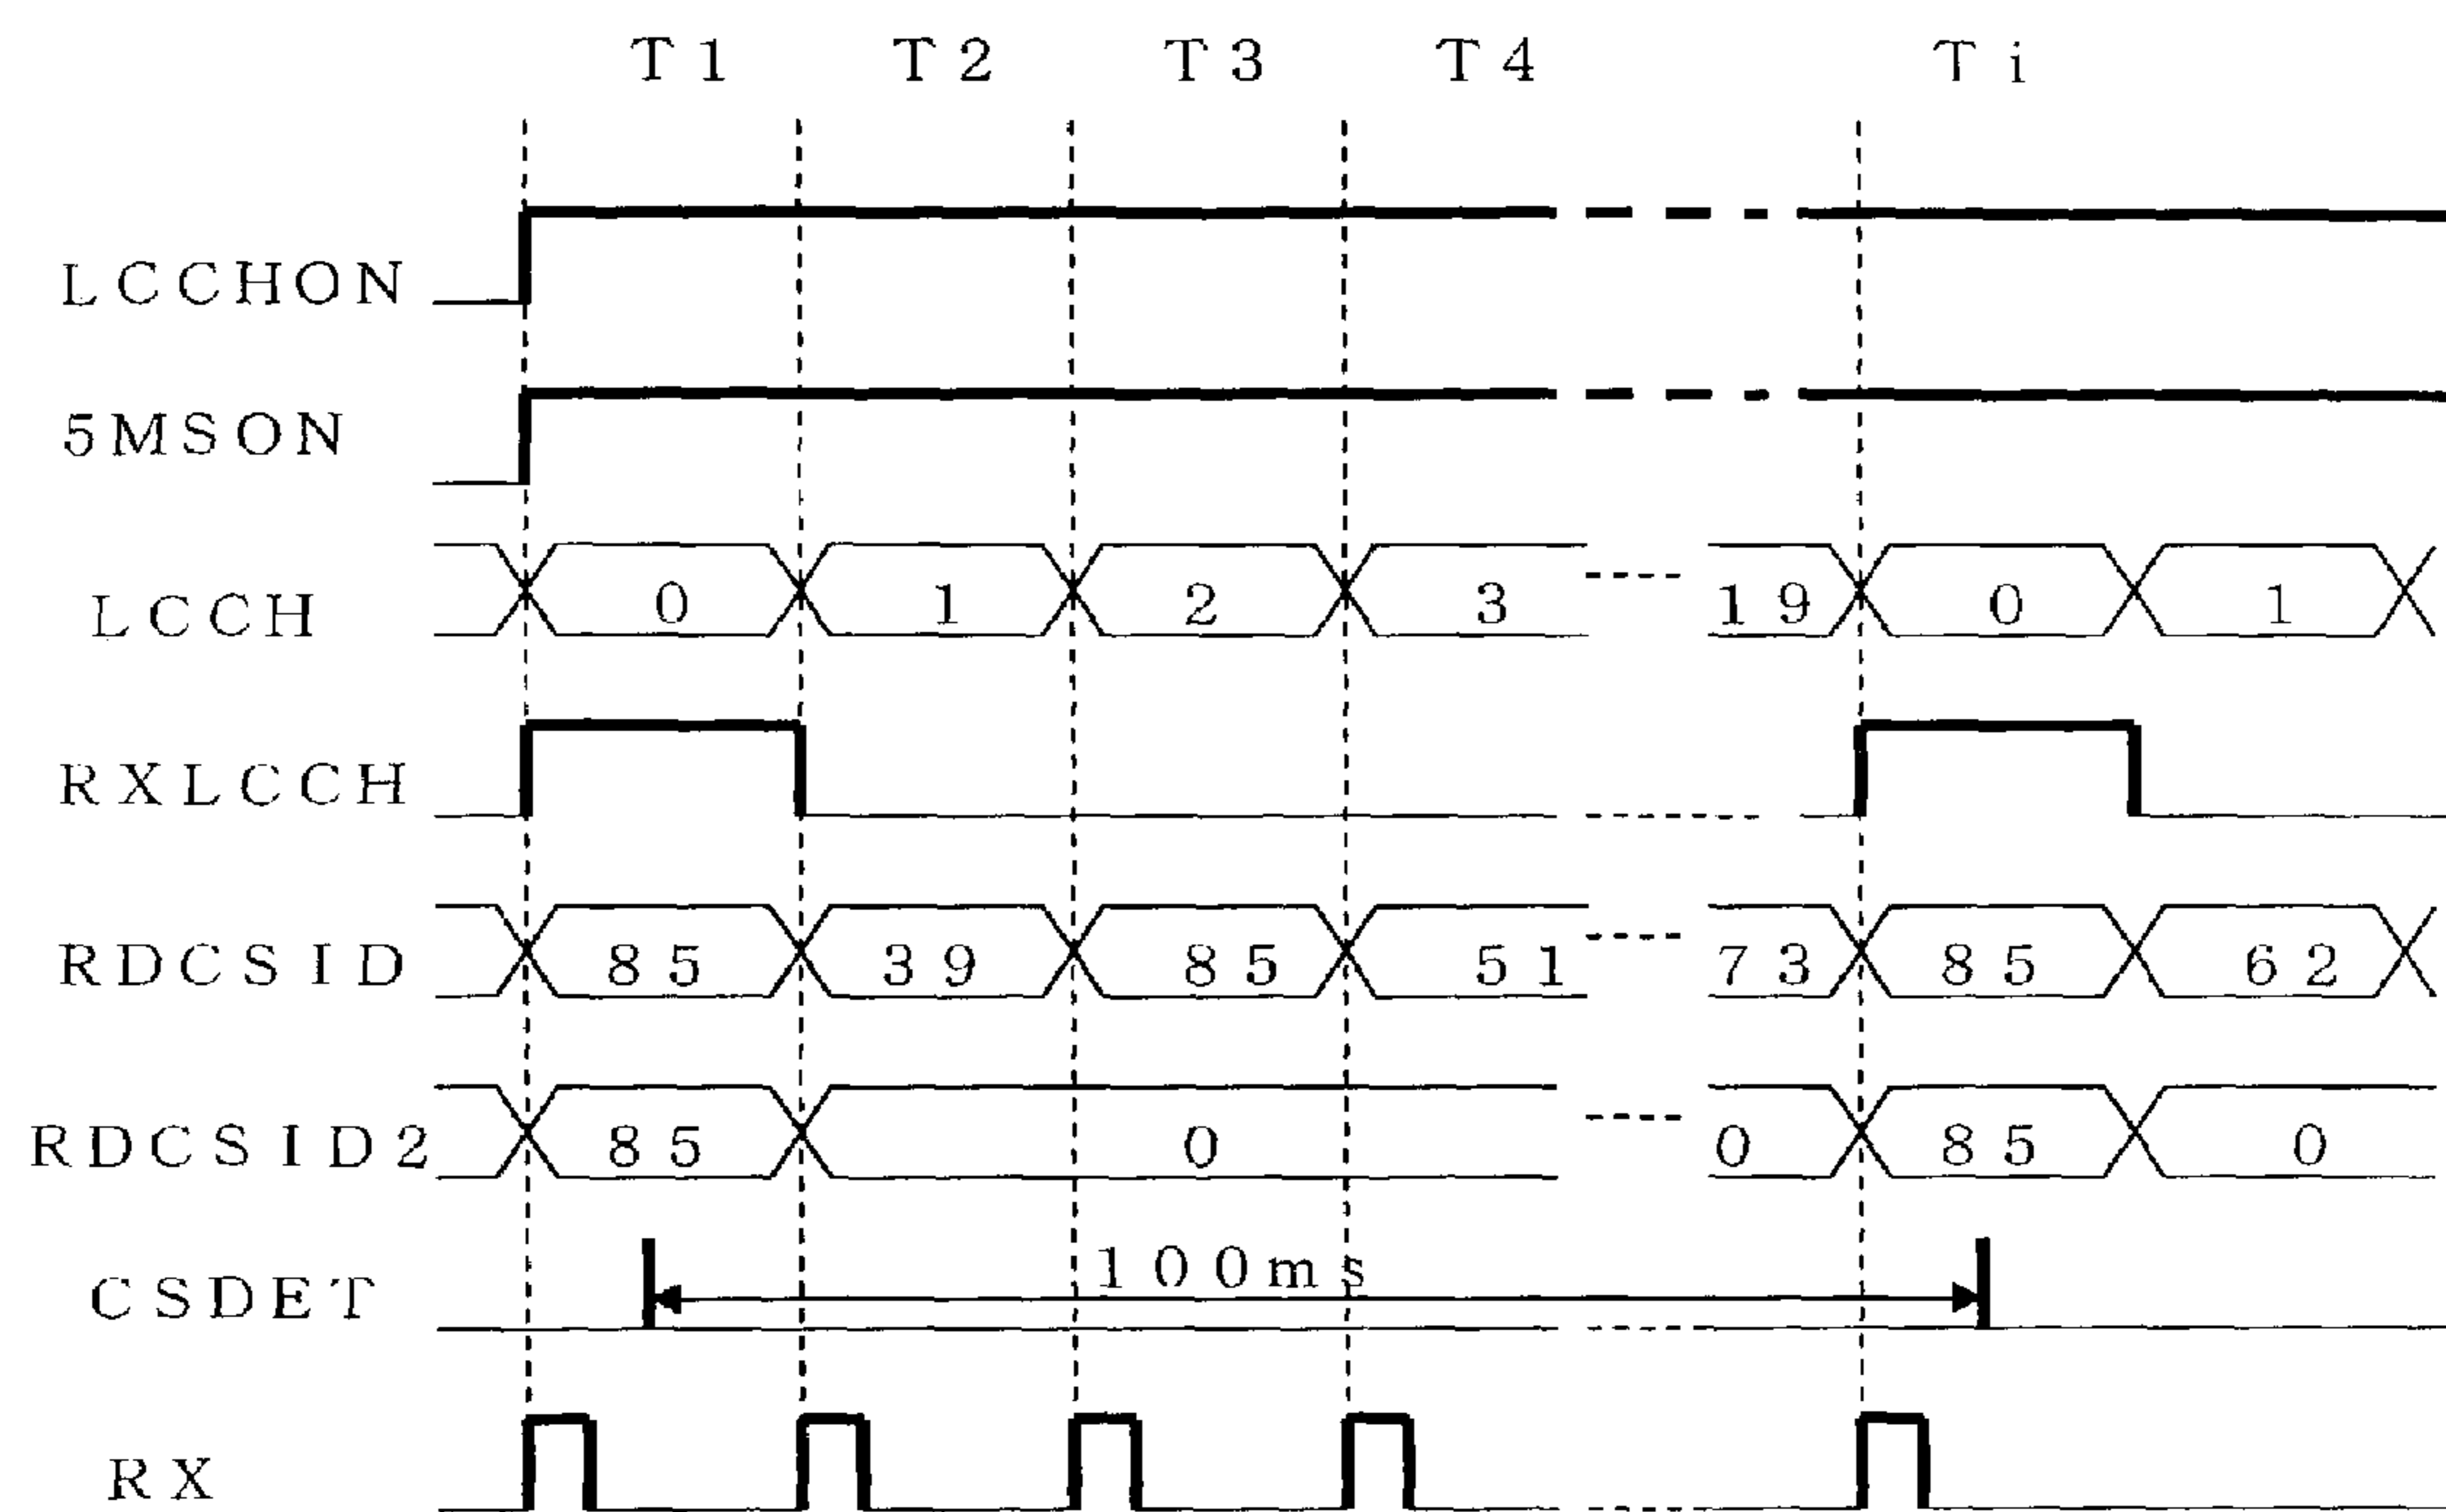 T1 T2 T3 T4 Ti
LCCHON
5MSON
LCCH 0 1 2 3 19 0 1
RXLCCH
RDCSID 85 39 85 51 73 85 62
RDCSID2 85 0 0 85 0
CSDET 100ms
RX